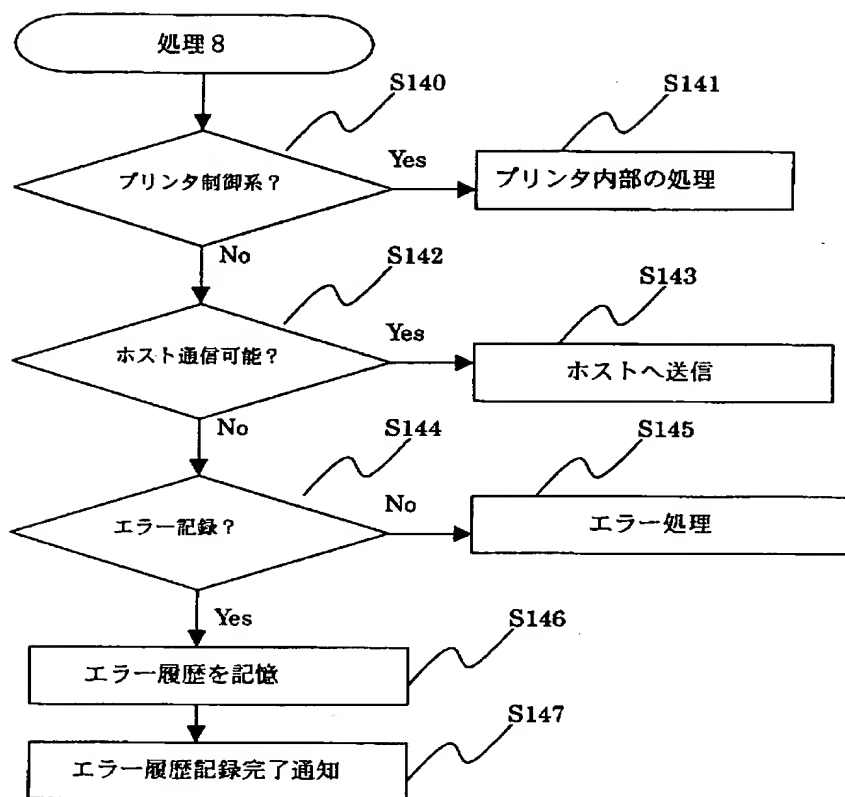 処理８
S140
S141
プリンタ制御系？
Yes
プリンタ内部の処理
No
S142
S143
ホスト通信可能？
Yes
ホストへ送信
No
S144
S145
エラー記録？
No
エラー処理
Yes
S146
エラー履歴を記憶
S147
エラー履歴記録完了通知